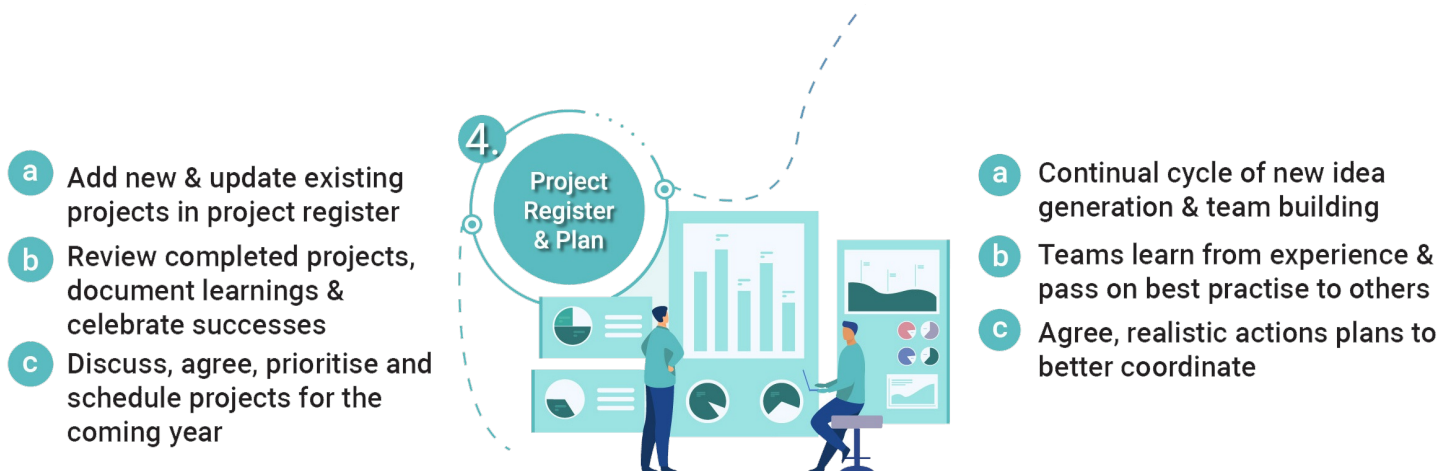 a
Add new & update existing
projects in project register
b
Review completed projects,
document learnings &
celebrate successes
c
Discuss, agree, prioritise and
schedule projects for the
coming year
4.
Project
Register
& Plan
a
Continual cycle of new idea
generation & team building
b
Teams learn from experience &
pass on best practise to others
c
Agree, realistic actions plans to
better coordinate